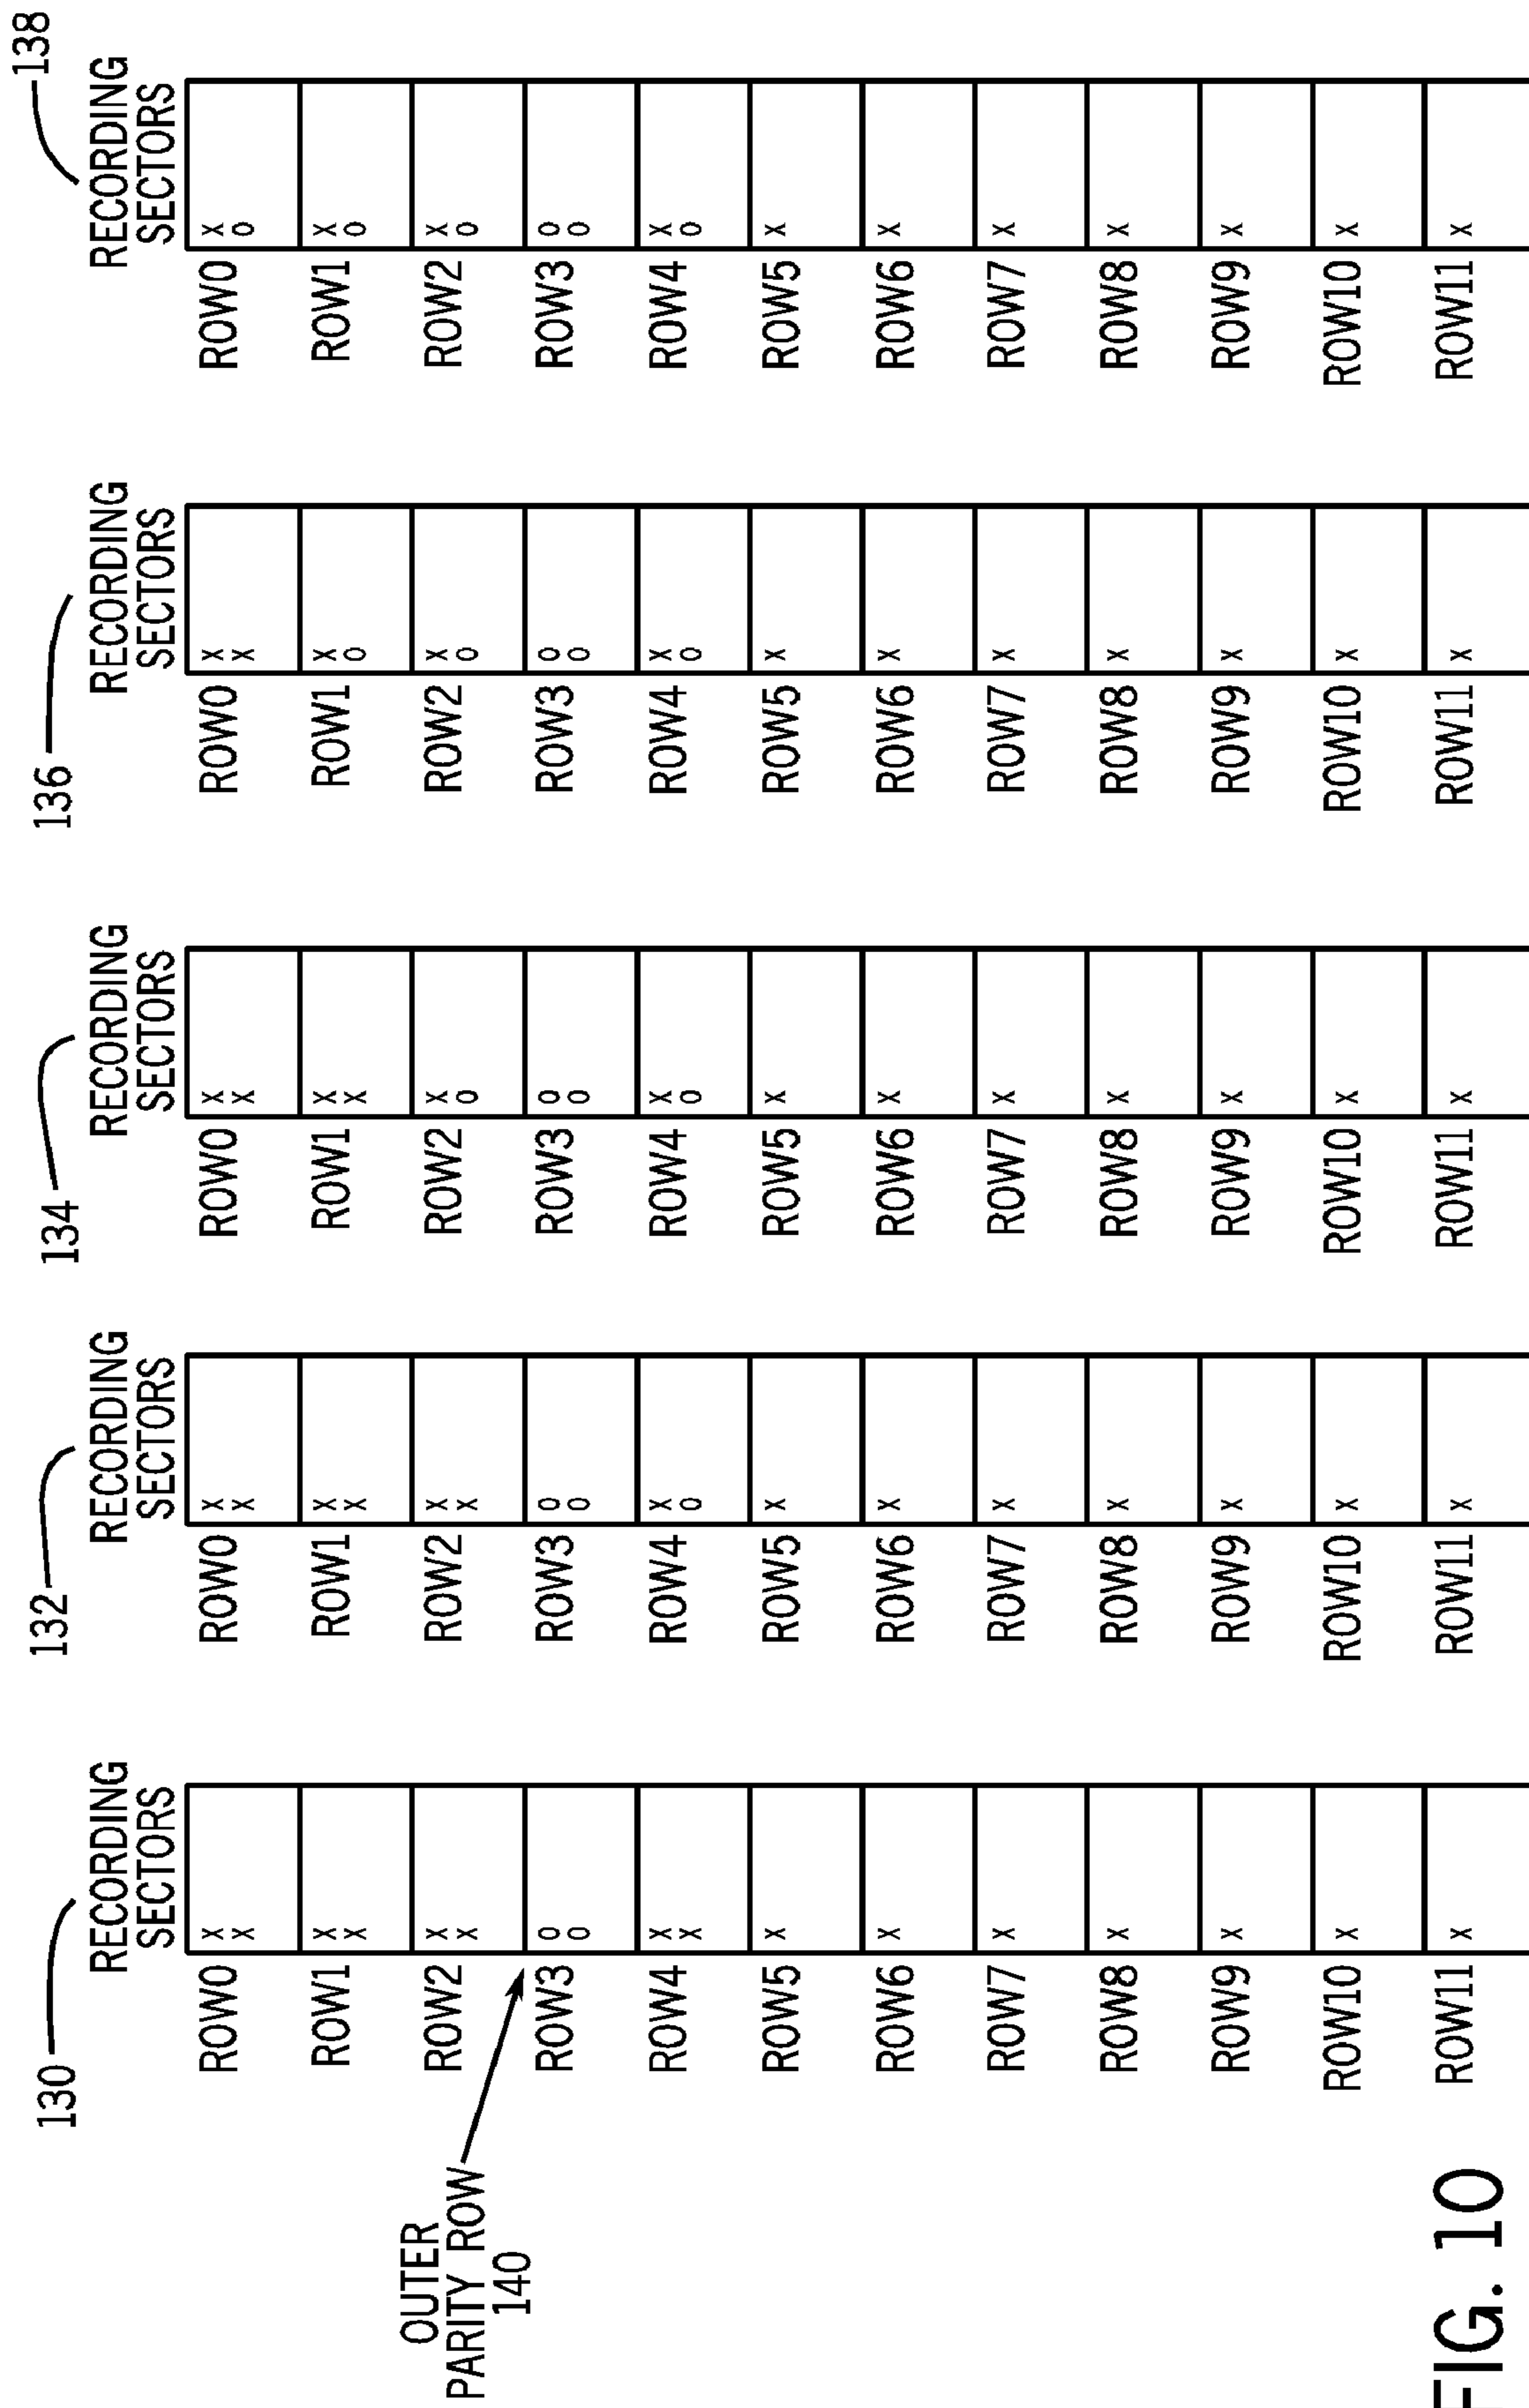 130
RECORDING
SECTORS
ROW0 x
x
ROW1 x
x
ROW2 x
x
OUTER
PARITY ROW
140
ROW3 o
o
ROW4 x
x
ROW5 x
ROW6 x
ROW7 x
ROW8 x
ROW9 x
ROW10 x
ROW11 x
132
RECORDING
SECTORS
ROW0 x
x
ROW1 x
x
ROW2 x
x
ROW3 o
o
ROW4 x
o
ROW5 x
ROW6 x
ROW7 x
ROW8 x
ROW9 x
ROW10 x
ROW11 x
134
RECORDING
SECTORS
ROW0 x
x
ROW1 x
x
ROW2 x
o
ROW3 o
o
ROW4 x
o
ROW5 x
ROW6 x
ROW7 x
ROW8 x
ROW9 x
ROW10 x
ROW11 x
136
RECORDING
SECTORS
ROW0 x
x
ROW1 x
o
ROW2 x
o
ROW3 o
o
ROW4 x
o
ROW5 x
ROW6 x
ROW7 x
ROW8 x
ROW9 x
ROW10 x
ROW11 x
138
RECORDING
SECTORS
ROW0 x
o
ROW1 x
o
ROW2 x
o
ROW3 o
o
ROW4 x
o
ROW5 x
ROW6 x
ROW7 x
ROW8 x
ROW9 x
ROW10 x
ROW11 x
FIG. 10